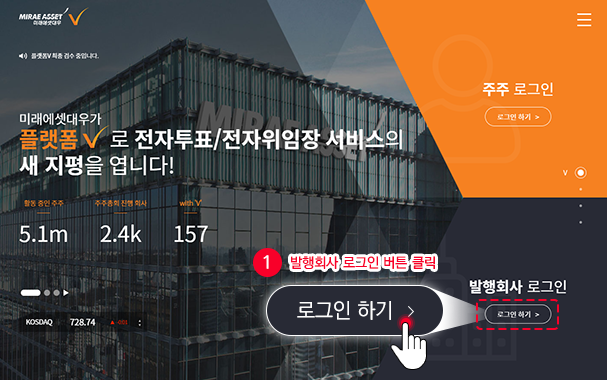 MIRAE ASSET
미래에셋대우
플랫폼V 최종 검수 중입니다.
MIRAE ASSET
미래에셋대우가
플랫폼 V 로 전자투표/전자위임장 서비스의
새 지평을 엽니다!
활동 중인 주주
주주총회 진행 회사
with V
5.1m
2.4k
157
KOSDAQ
728.74
주주 로그인
로그인 하기 >
V
1 발행회사 로그인 버튼 클릭
로그인 하기 >
발행회사 로그인
로그인 하기 >